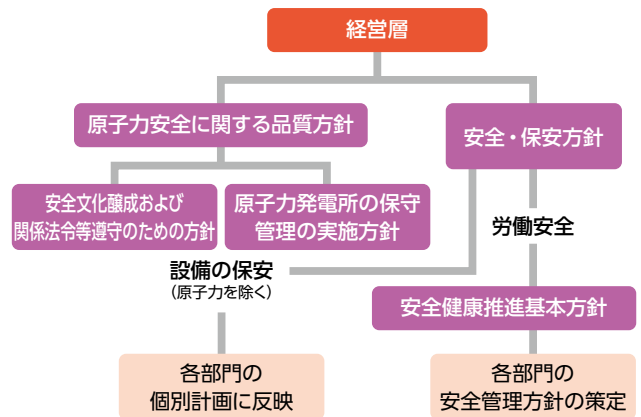 経営層
原子力安全に関する品質方針
安全・保安方針
安全文化醸成および
関係法令等遵守のための方針
原子力発電所の保守
管理の実施方針
労働安全
設備の保安
(原子力を除く)
安全健康推進基本方針
各部門の
個別計画に反映
各部門の
安全管理方針の策定